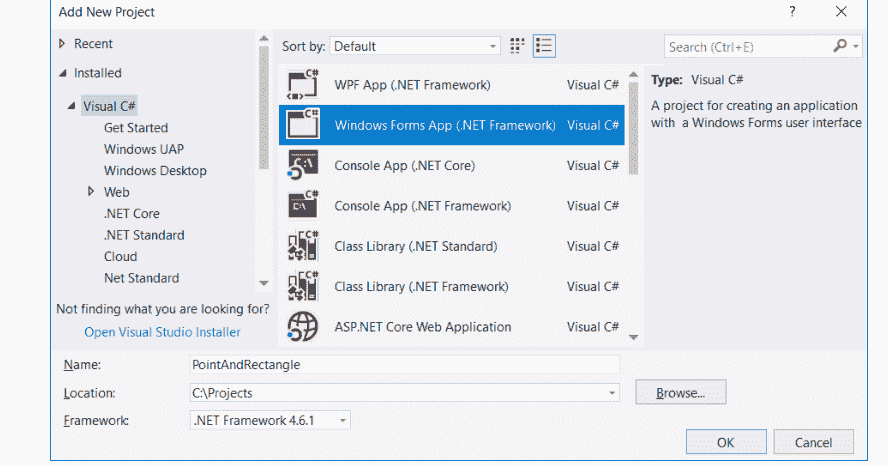 Add New Project
?
Recent
Installed
Visual C#
Get Started
Windows UAP
Windows Desktop
Web
.NET Core
.NET Standard
Cloud
Net Standard
Not finding what you are looking for?
Open Visual Studio Installer
Sort by: Default
WPF App (.NET Framework) Visual C#
Windows Forms App (.NET Framework) Visual C#
Console App (.NET Core) Visual C#
Console App (.NET Framework) Visual C#
Class Library (.NET Standard) Visual C#
Class Library (.NET Framework) Visual C#
ASP.NET Core Web Application Visual C#
Search (Ctrl+E)
Type: Visual C#
A project for creating an application
with a Windows Forms user interface
Name: PointAndRectangle
Location: C:\Projects
Browse...
Framework: .NET Framework 4.6.1
OK Cancel